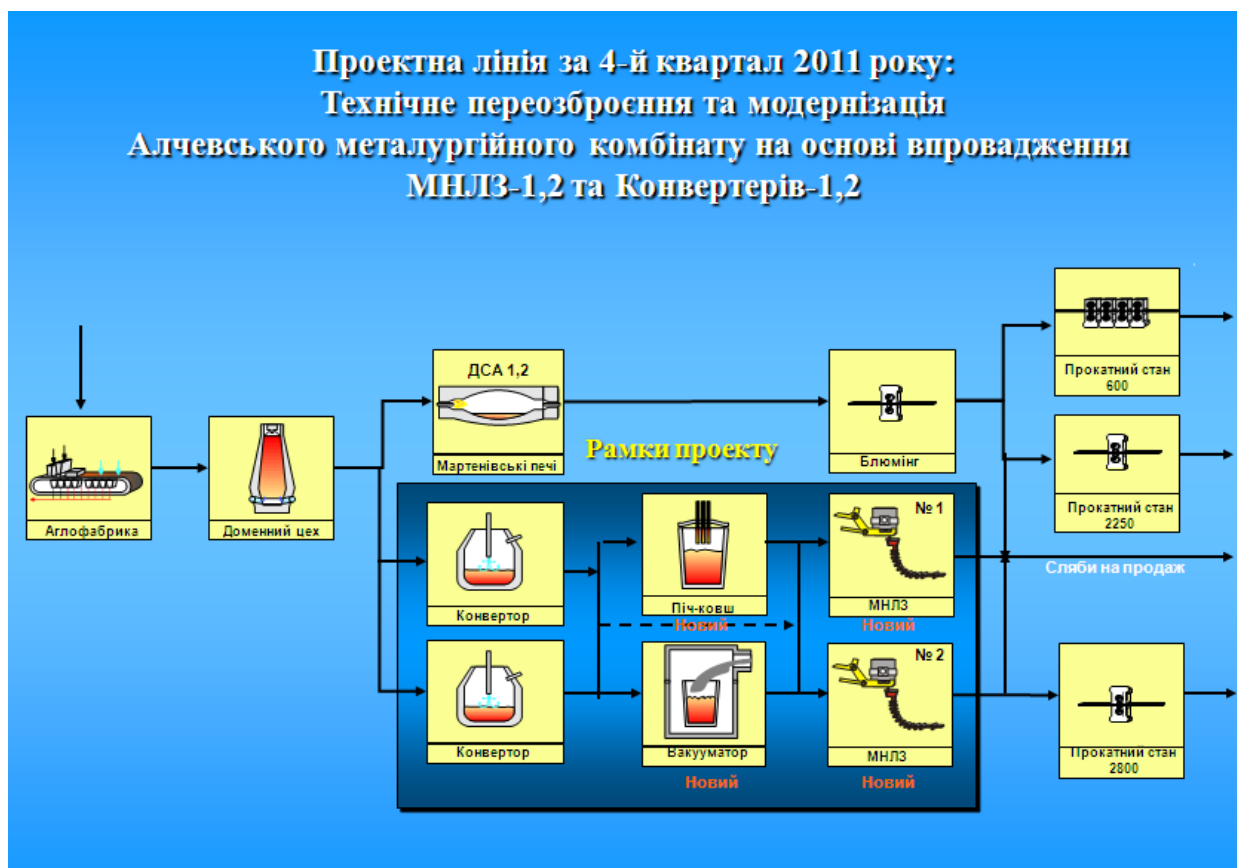 Проектна лінія за 4-й квартал 2011 року:
Технічне переозброєння та модернізація
Алчевського металургійного комбінату на основі впровадження
МНЛЗ-1,2 та Конвертерів-1,2
Прокатний стан
600
ДСА 1,2
Мартенівські печі
Рамки проекту
Блюмінг
Прокатний стан
2250
Аглофабрика
Доменний цех
Конвертор
Піч-ковш
Новий
№ 1
МНЛЗ
Новий
Сляби на продаж
Конвертор
Вакууматор
Новий
№ 2
МНЛЗ
Новий
Прокатний стан
2800